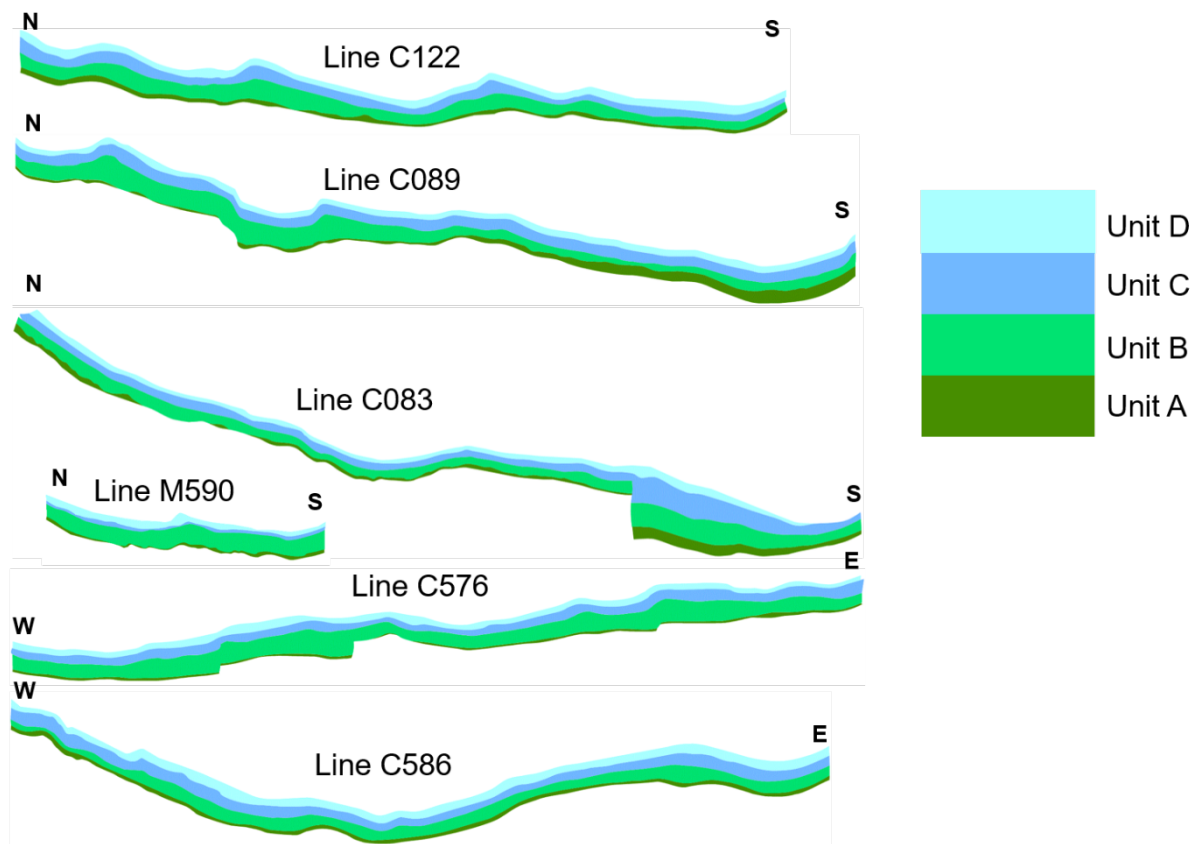 N
S
Line C122
N
Line C089
S
N
Line C083
N
Line M590
S
S
E
Line C576
W
W
E
Line C586
Unit D
Unit C
Unit B
Unit A